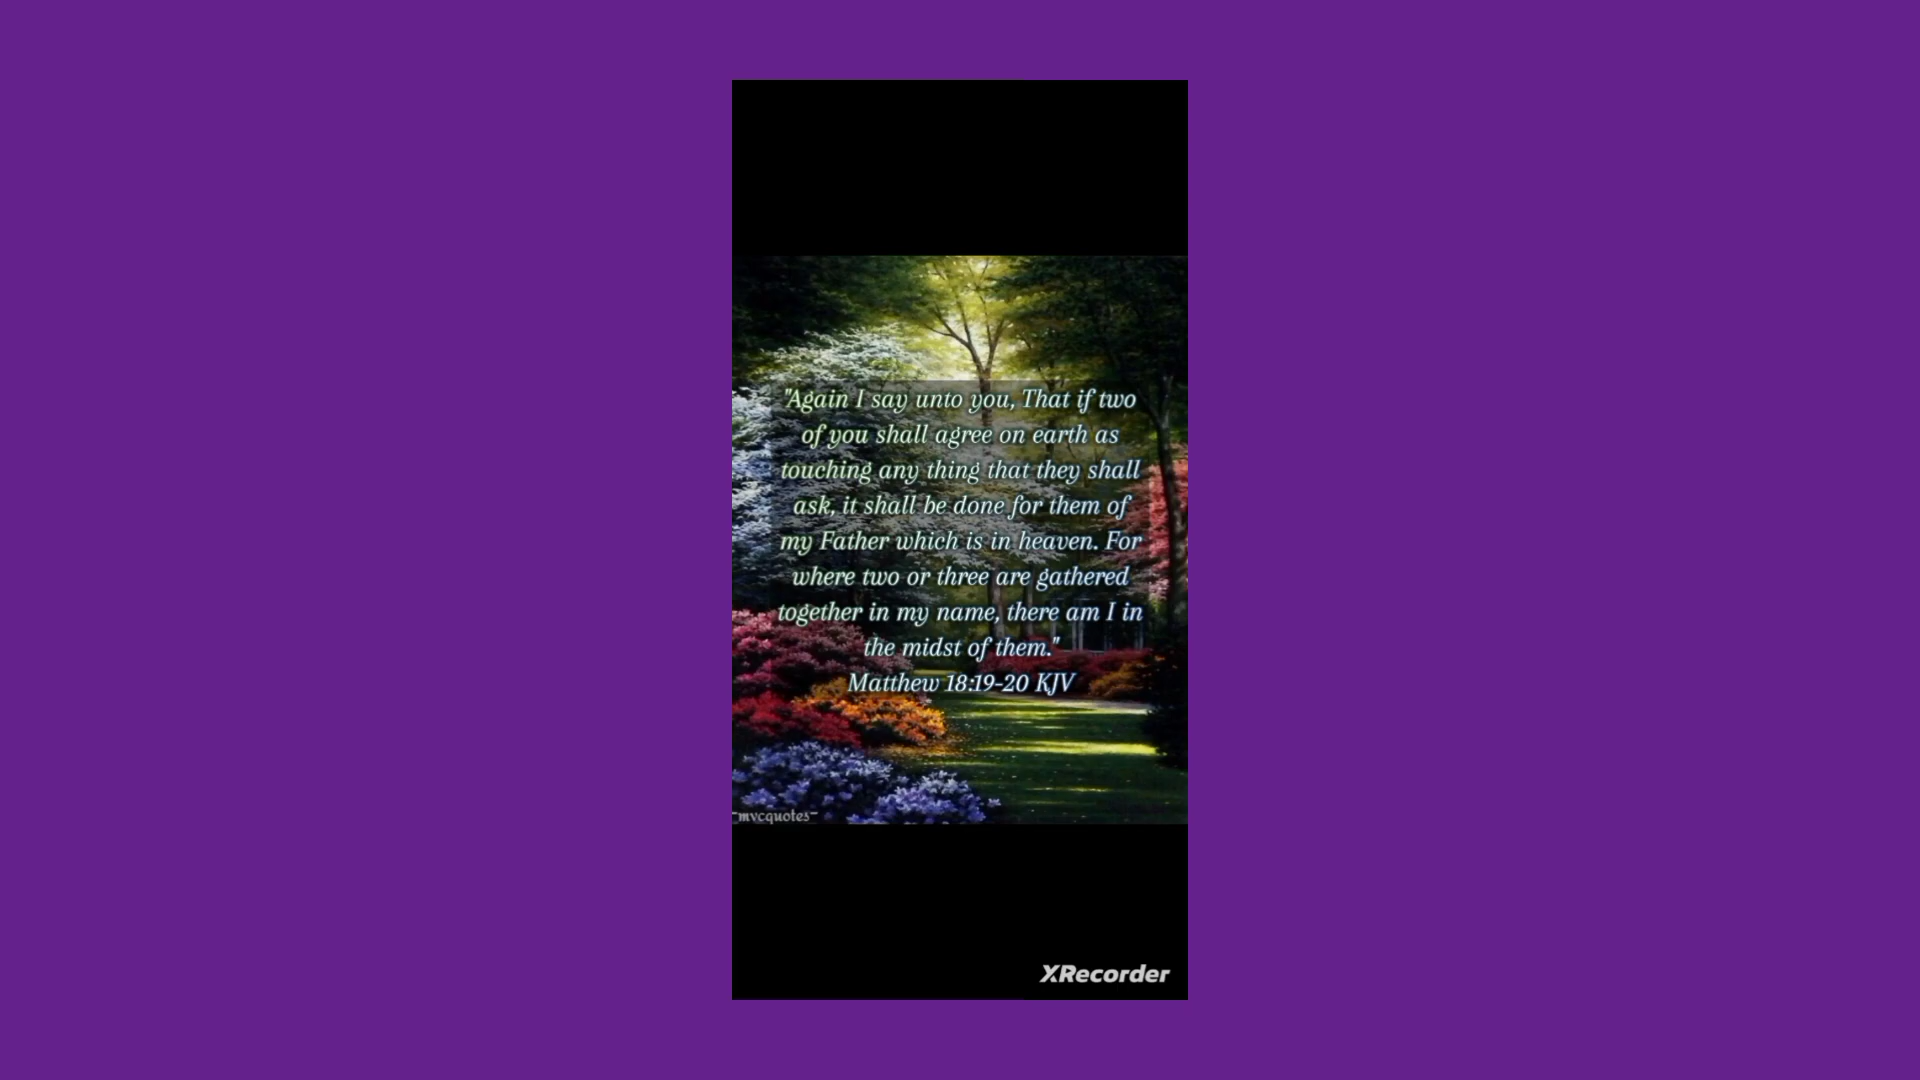 "Again I say unto you, That if two
of you shall agree on earth as
touching any thing that they shall
ask, it shall be done for them of
my Father which is in heaven. For
where two or three are gathered
together in my name, there am I in
the midst of them."
Matthew 18:19-20 KJV
~mvcquotes~
XRecorder